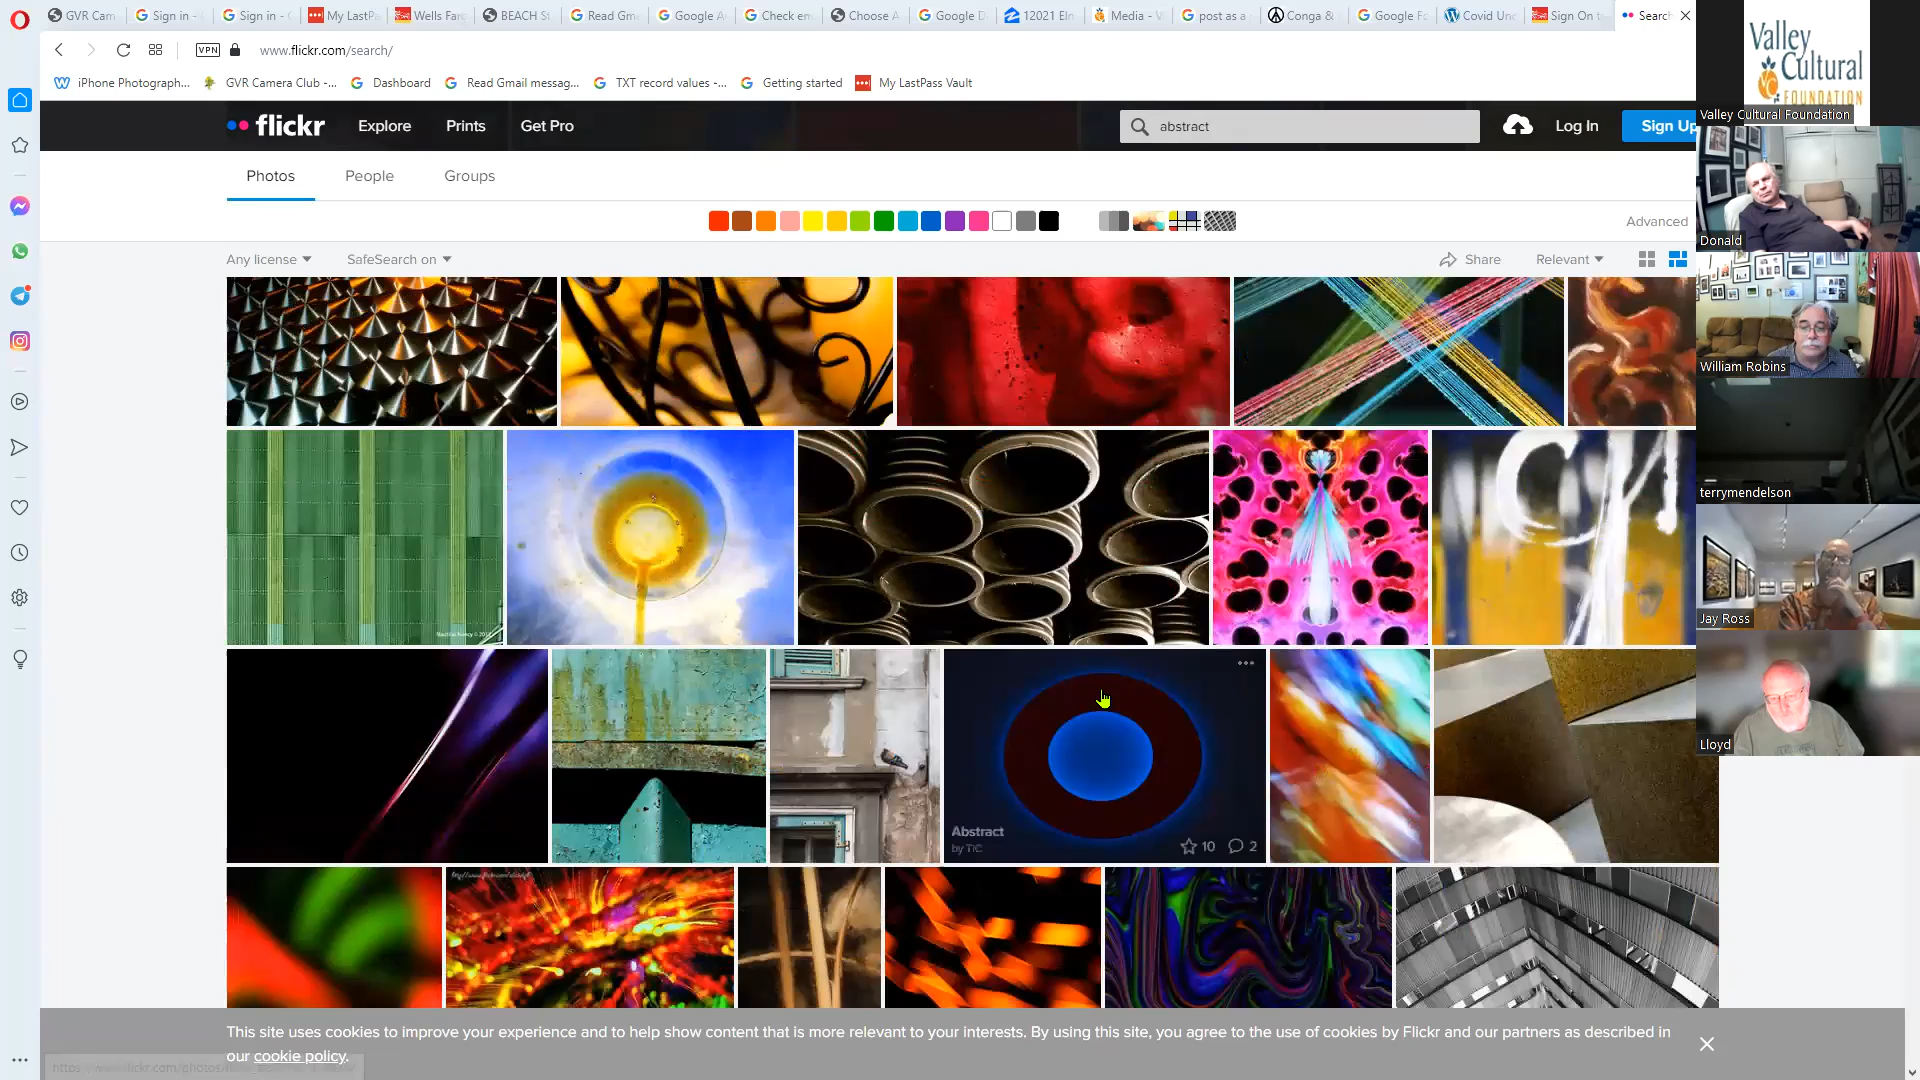 GVR Cam
Sign in -
Sign in - G
My LastPa
Wells Farg
BEACH St
Read Gma
Google A
Check em
Choose A
Google D
12021 Eln
Media - V
post as a
Conga &
Google Fo
Covid Unc
Sign On t
Search
VPN
www.flickr.com/search/
iPhone Photograph...
GVR Camera Club -...
Dashboard
Read Gmail messag...
TXT record values -...
Getting started
My LastPass Vault
flickr
Explore
Prints
Get Pro
abstract
Log In
Sign Up
Photos
People
Groups
Advanced
Any license
SafeSearch on
Share
Relevant
Abstract
by TIC
10
2
This site uses cookies to improve your experience and to help show content that is more relevant to your interests. By using this site, you agree to the use of cookies by Flickr and our partners as described in
our cookie policy.
Valley
Cultural
FOUNDATION
Valley Cultural Foundation
Donald
William Robins
terrymendelson
Jay Ross
Lloyd